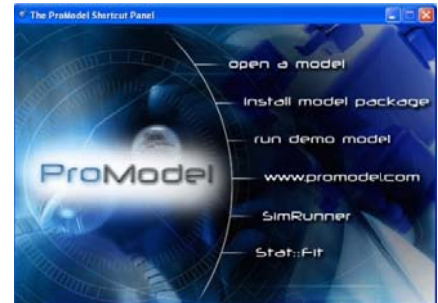 The ProModel Shortcut Panel
open a model
install model package
run demo model
ProModel
www.promodel.com
SimRunner
Stat::Fit